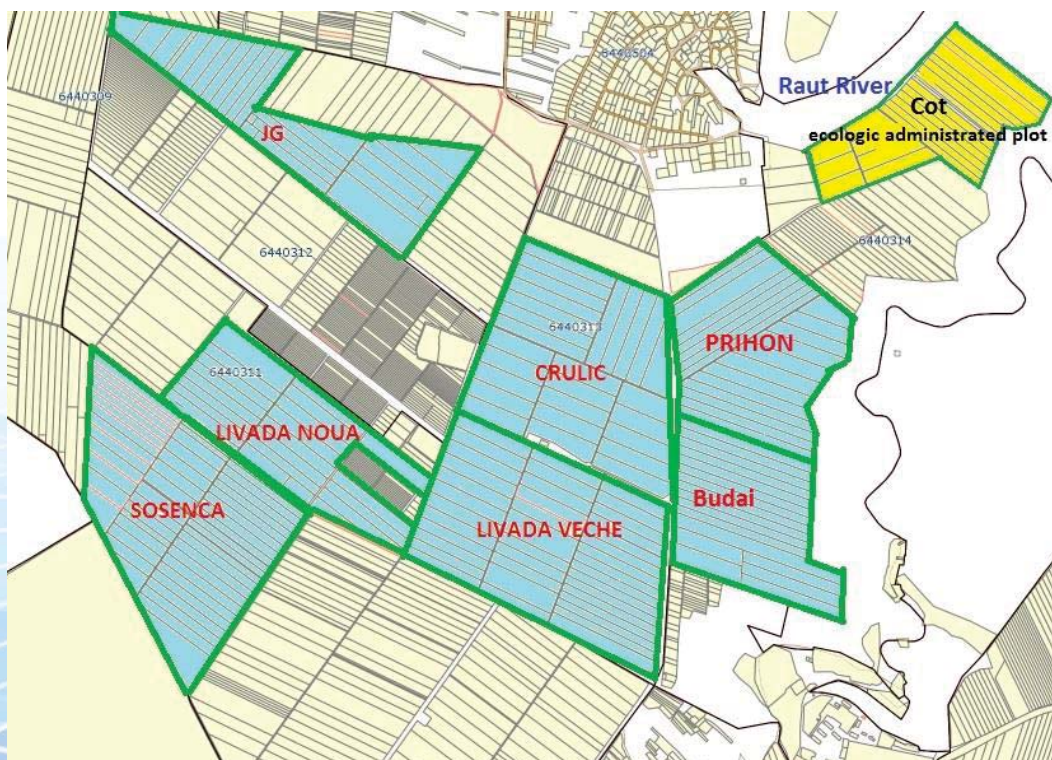 6440504
Raut River
Cot
ecologic administrated plot
6440309
JG
6440312
6440314
6440313
PRIHON
CRULIC
6440311
LIVADA NOUA
SOSENCA
LIVADA VECHE
Budai